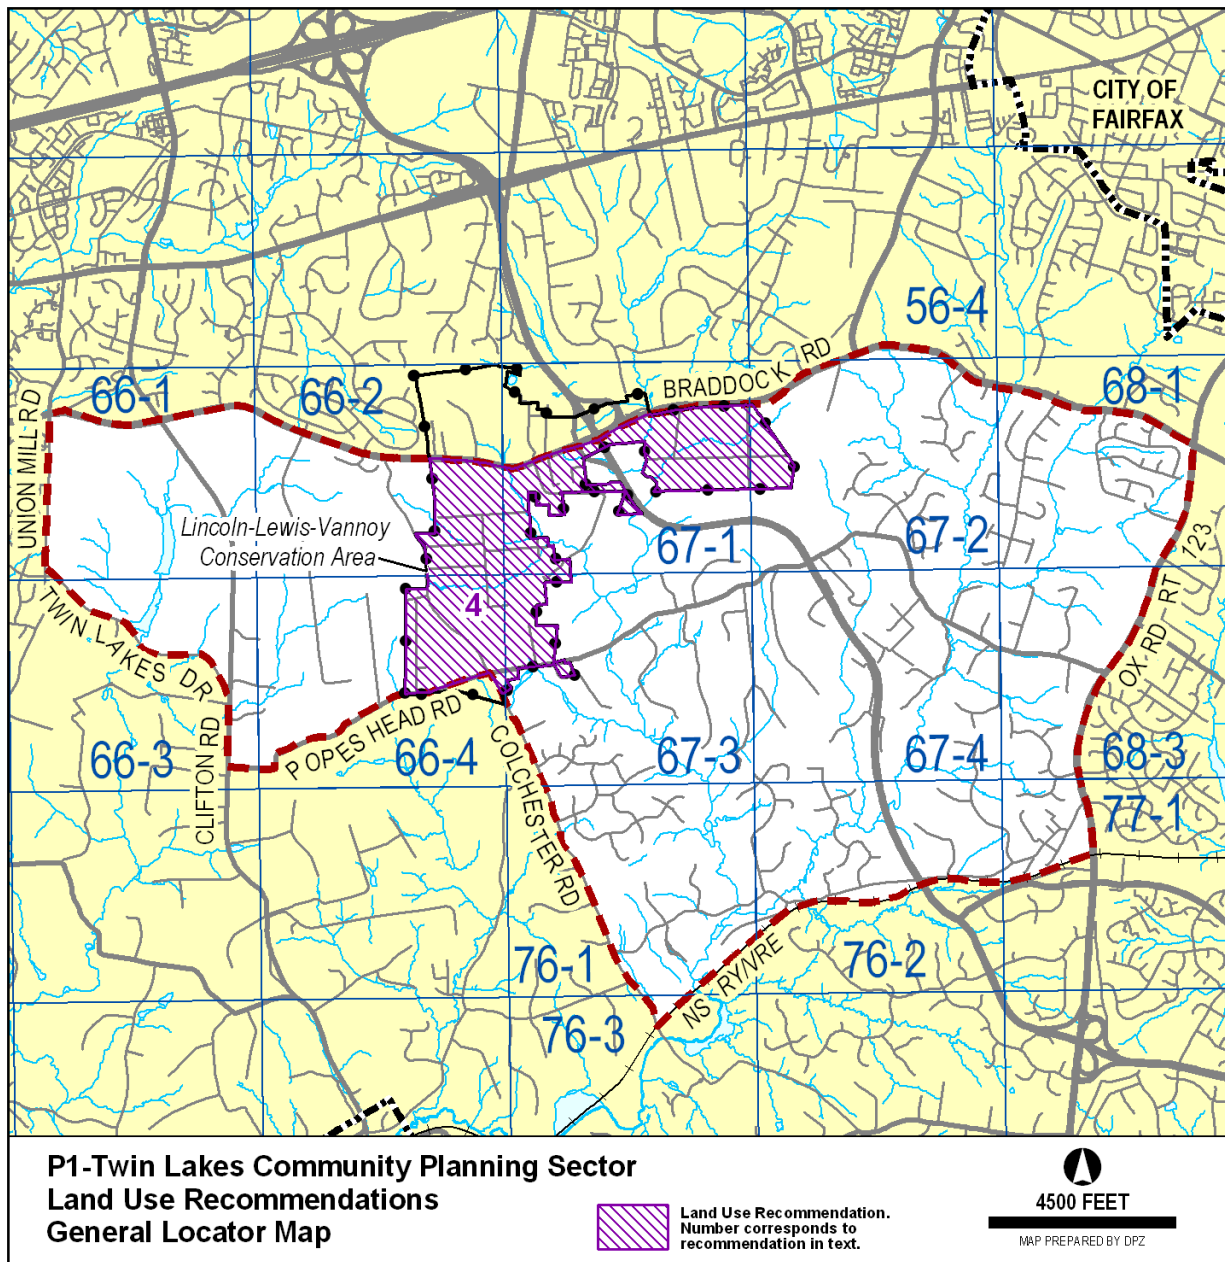 CITY OF
FAIRFAX
56-4
BRADDOCK RD
66-1
66-2
68-1
UNION MILL RD
Lincoln-Lewis-Vannoy
Conservation Area
67-1
67-2
OX RD RT 123
4
TWIN LAKES DR
CLIFTON RD
POPES HEAD RD
COLCHESTER RD
66-3
66-4
67-3
67-4
68-3
77-1
76-1
76-2
NS RY/VRE
76-3
P1-Twin Lakes Community Planning Sector
Land Use Recommendations
General Locator Map
Land Use Recommendation.
Number corresponds to
recommendation in text.
4500 FEET
MAP PREPARED BY DPZ